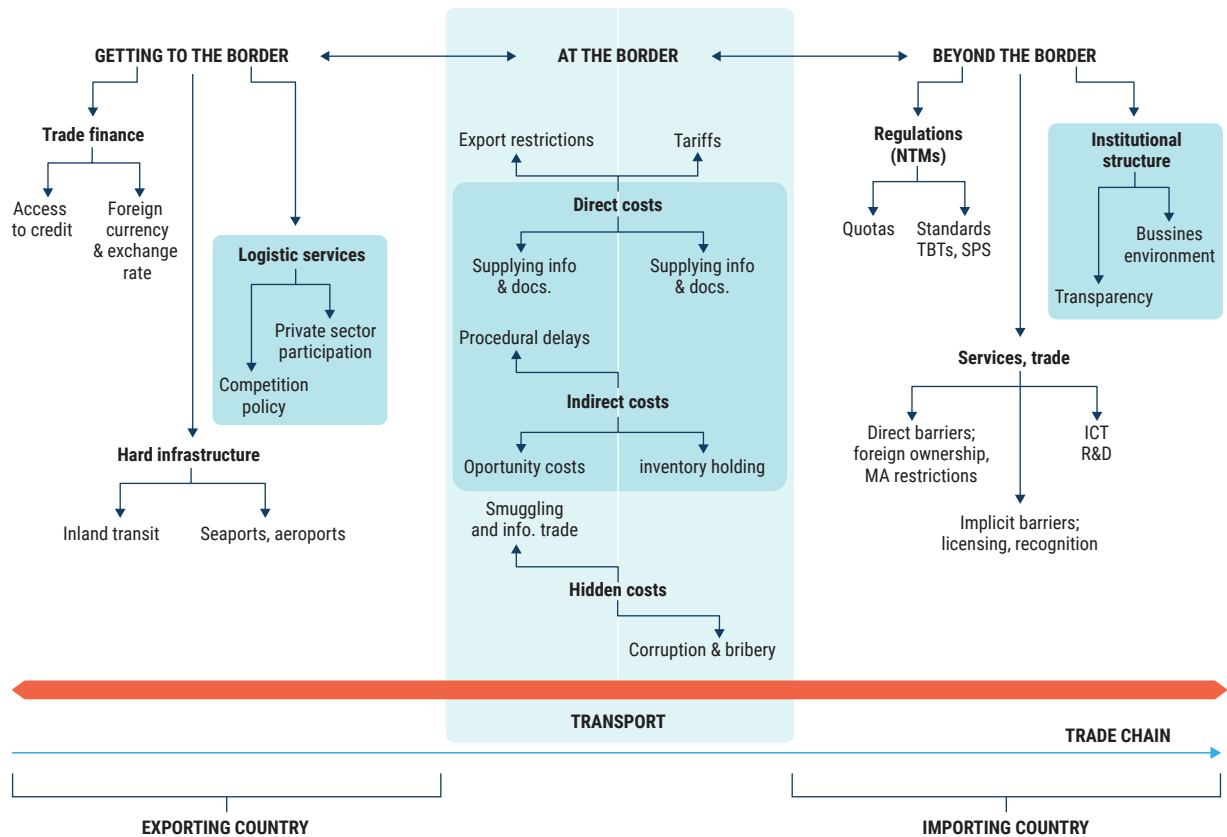 GETTING TO THE BORDER
AT THE BORDER
BEYOND THE BORDER
Trade finance
Access
to credit
Foreign
currency
& exchange
rate
Logistic services
Private sector
participation
Competition
policy
Hard infrastructure
Inland transit
Seaports, aeroports
Export restrictions
Tariffs
Direct costs
Supplying info
& docs.
Supplying info
& docs.
Procedural delays
Indirect costs
Oportunity costs
inventory holding
Smuggling
and info. trade
Hidden costs
Corruption & bribery
Regulations
(NTMs)
Quotas
Standards
TBTs, SPS
Institutional
structure
Bussines
environment
Transparency
Services, trade
Direct barriers;
foreign ownership,
MA restrictions
ICT
R&D
Implicit barriers;
licensing, recognition
TRANSPORT
TRADE CHAIN
EXPORTING COUNTRY
IMPORTING COUNTRY